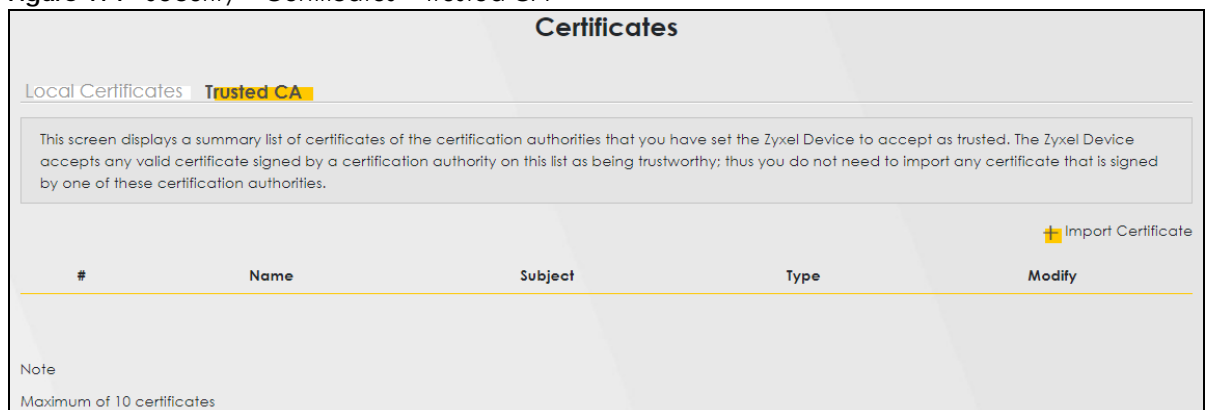 Certificates
Local Certificates Trusted CA
This screen displays a summary list of certificates of the certification authorities that you have set the Zyxel Device to accept as trusted. The Zyxel Device
accepts any valid certificate signed by a certification authority on this list as being trustworthy; thus you do not need to import any certificate that is signed
by one of these certification authorities.
+ Import Certificate
# Name Subject Type Modify
Note
Maximum of 10 certificates